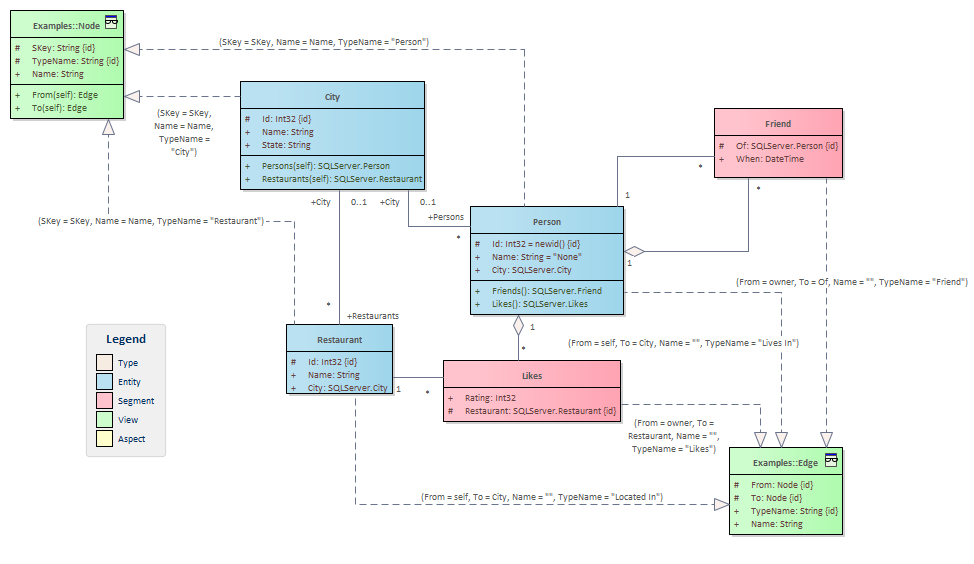 Examples::Node
# SKey: String {id}
# TypeName: String {id}
+ Name: String
+ From(self): Edge
+ To(self): Edge
(SKey = SKey, Name = Name, TypeName = "Person")
(SKey = SKey,
Name = Name,
TypeName =
"City")
City
# Id: Int32 {id}
+ Name: String
+ State: String
+ Persons(self): SQLServer.Person
+ Restaurants(self): SQLServer.Restaurant
Friend
# Of: SQLServer.Person {id}
+ When: DateTime
+City 0..1 +City 0..1
1
*
*
(SKey = SKey, Name = Name, TypeName = "Restaurant")
+Persons
*
Person
# Id: Int32 = newid() {id}
+ Name: String = "None"
+ City: SQLServer.City
+ Friends(): SQLServer.Friend
+ Likes(): SQLServer.Likes
1
(From = owner, To = Of, Name = "", TypeName = "Friend")
*
+Restaurants
1
*
(From = self, To = City, Name = "", TypeName = "Lives In")
Legend
Type
Entity
Segment
View
Aspect
Restaurant
# Id: Int32 {id}
+ Name: String
+ City: SQLServer.City
1
*
Likes
+ Rating: Int32
# Restaurant: SQLServer.Restaurant {id}
(From = owner, To =
Restaurant, Name = "",
TypeName = "Likes")
Examples::Edge
# From: Node {id}
# To: Node {id}
+ TypeName: String {id}
+ Name: String
(From = self, To = City, Name = "", TypeName = "Located In")